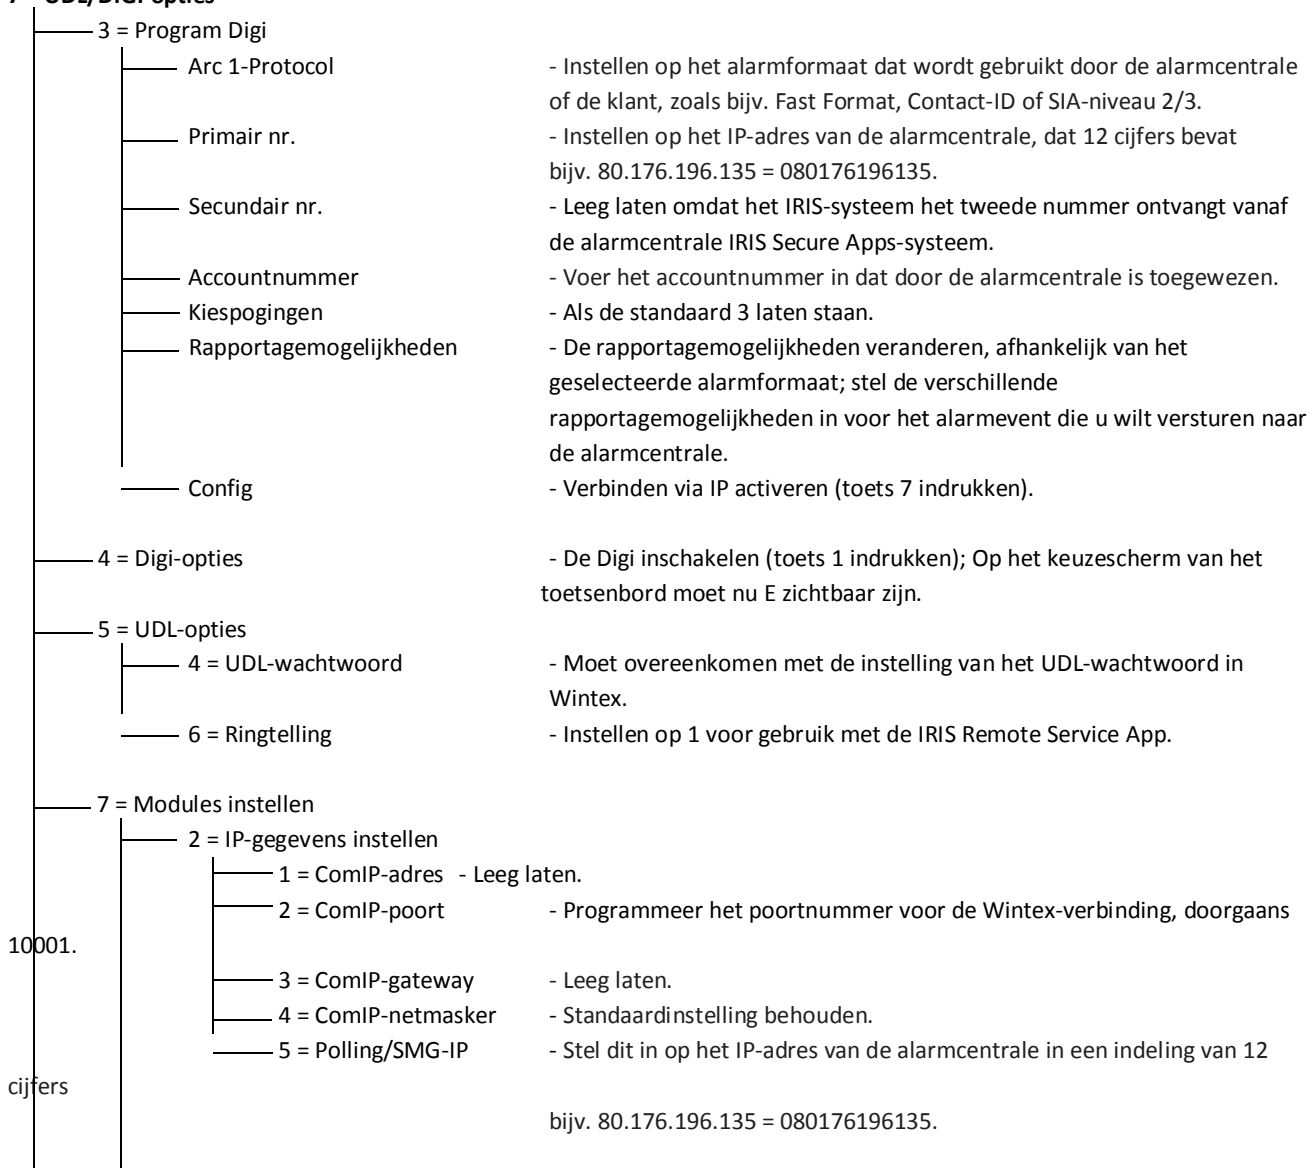 7 = UDL/DIGI-opties
3 = Program Digi
Arc 1-Protocol - Instellen op het alarmformaat dat wordt gebruikt door de alarmcentrale
of de klant, zoals bijv. Fast Format, Contact-ID of SIA-niveau 2/3.
Primair nr. - Instellen op het IP-adres van de alarmcentrale, dat 12 cijfers bevat
bijv. 80.176.196.135 = 080176196135.
Secundair nr. - Leeg laten omdat het IRIS-systeem het tweede nummer ontvangt vanaf
de alarmcentrale IRIS Secure Apps-systeem.
Accountnummer - Voer het accountnummer in dat door de alarmcentrale is toegewezen.
Kiespogingen - Als de standaard 3 laten staan.
Rapportagemogelijkheden - De rapportagemogelijkheden veranderen, afhankelijk van het
geselecteerde alarmformaat; stel de verschillende
rapportagemogelijkheden in voor het alarmevent die u wilt versturen naar
de alarmcentrale.
Config - Verbinden via IP activeren (toets 7 indrukken).
4 = Digi-opties - De Digi inschakelen (toets 1 indrukken); Op het keuzescherm van het
toetsenbord moet nu E zichtbaar zijn.
5 = UDL-opties
4 = UDL-wachtwoord - Moet overeenkomen met de instelling van het UDL-wachtwoord in
Wintex.
6 = Ringtelling - Instellen op 1 voor gebruik met de IRIS Remote Service App.
7 = Modules instellen
2 = IP-gegevens instellen
1 = ComIP-adres - Leeg laten.
2 = ComIP-poort - Programmeer het poortnummer voor de Wintex-verbinding, doorgaans
10001.
3 = ComIP-gateway - Leeg laten.
4 = ComIP-netmasker - Standaardinstelling behouden.
5 = Polling/SMG-IP - Stel dit in op het IP-adres van de alarmcentrale in een indeling van 12
cijfers
bijv. 80.176.196.135 = 080176196135.